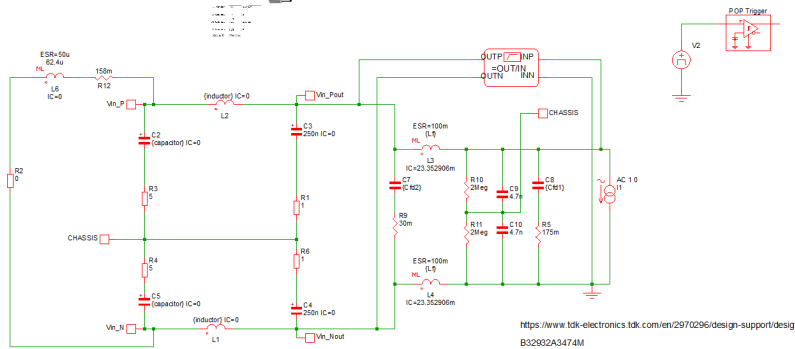 POP Trigger
V2
ESR=50u
62.4u
ML
L6
IC=0
158m
R12
OUTP
INP
=OUT/IN
OUTN
INN
Vin_P
{inductor} IC=0
L2
Vin_Pout
C3
250n IC=0
C2
{capacitor} IC=0
R2
0
R3
5
R1
1
CHASSIS
R4
5
R6
1
C5
{capacitor} IC=0
C4
250n IC=0
Vin_N
{inductor} IC=0
L1
Vin_Nout
ESR=100m
{Lf}
ML
L3
IC=23.352906m
CHASSIS
C7
{Cfd2}
R9
30m
R10
2Meg
C9
4.7n
C8
{Cfd1}
R11
2Meg
C10
4.7n
R5
175m
AC 1 0
I1
ESR=100m
{Lf}
ML
L4
IC=23.352906m
https://www.tdk-electronics.tdk.com/en/2970296/design-support/desig
B32932A3474M